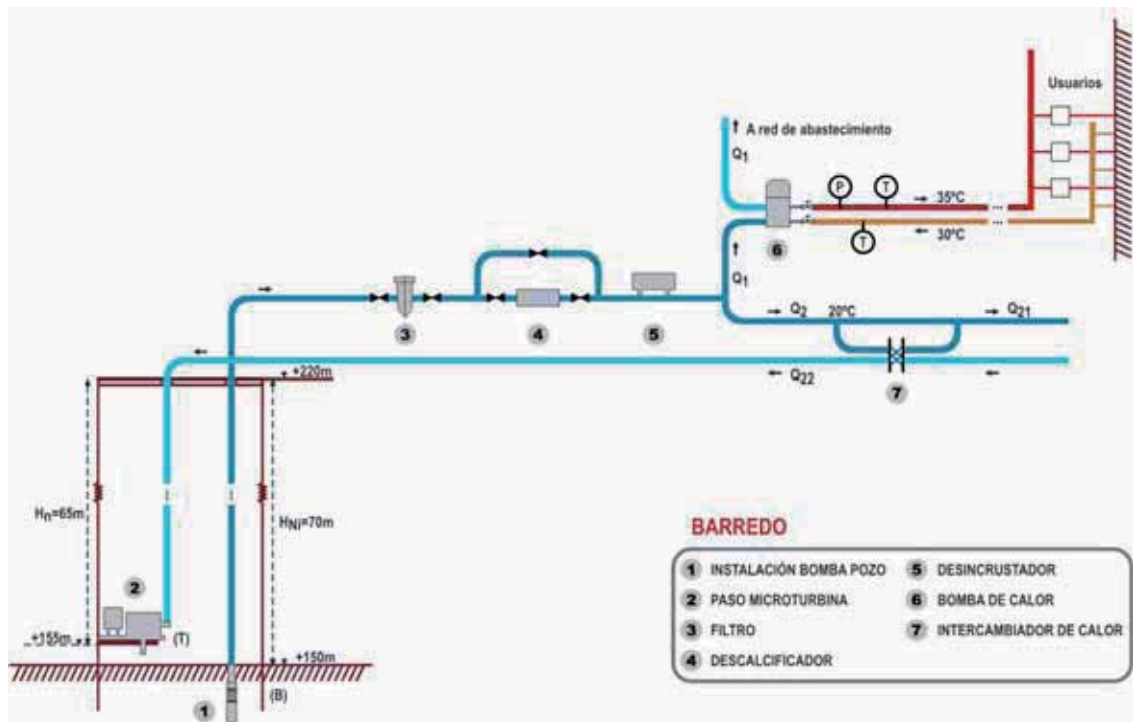 Usuarios
A red de abastecimiento
Q1
P
T
35ºC
T
30ºC
6
Q1
3
4
5
Q2
20ºC
Q21
Q22
7
+220m
Hn=65m
HNi=70m
2
+155m
(T)
+150m
(B)
1
BARREDO
1 INSTALACIÓN BOMBA POZO
2 PASO MICROTURBINA
3 FILTRO
4 DESCALCIFICADOR
5 DESINCRUSTADOR
6 BOMBA DE CALOR
7 INTERCAMBIADOR DE CALOR